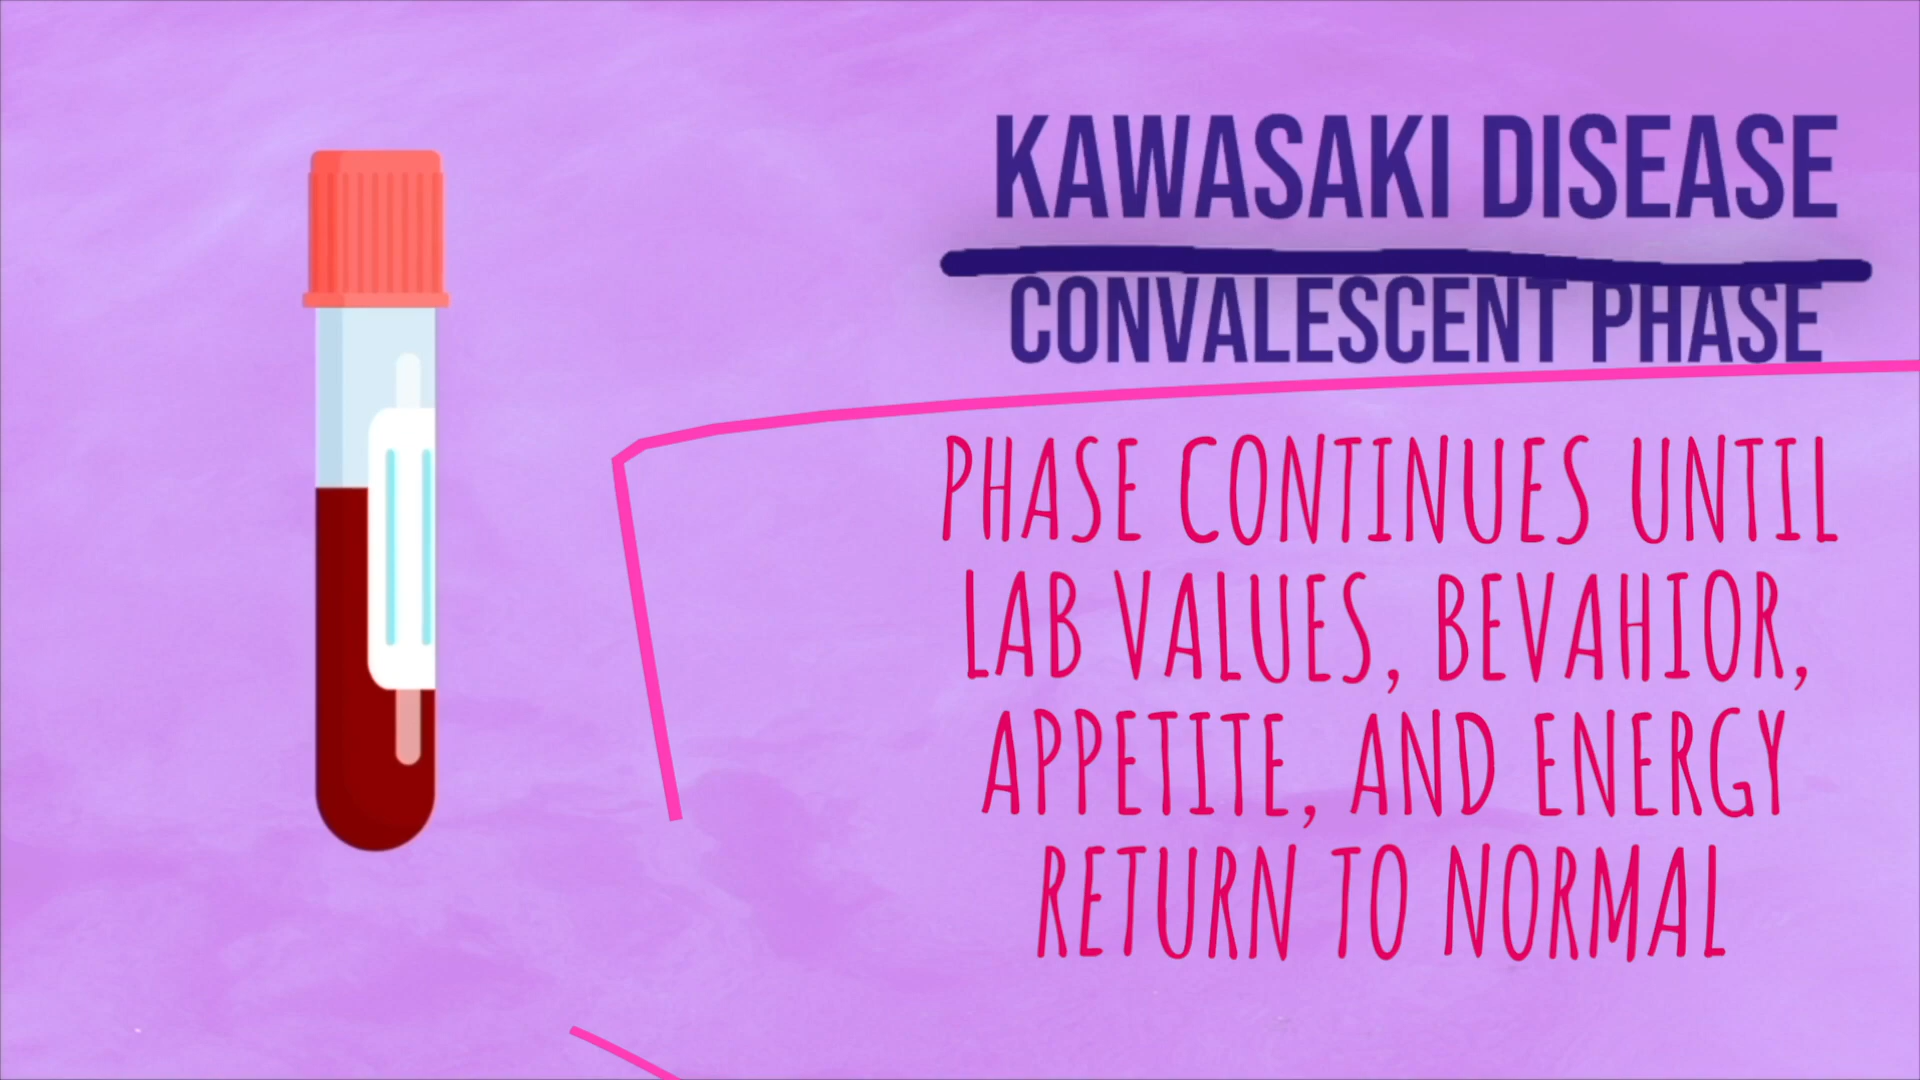 KAWASAKI DISEASE
CONVALESCENT PHASE
PHASE CONTINUES UNTIL
LAB VALUES, BEVAHIOR,
APPETITE, AND ENERGY
RETURN TO NORMAL